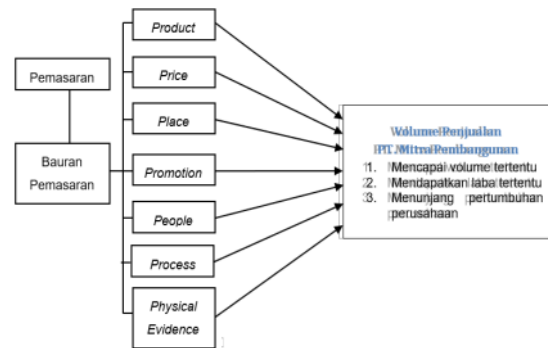 Pemasaran
Bauran
Pemasaran
Product
Price
Place
Promotion
People
Process
Physical
Evidence
Volume Penjualan
PT. Mitra Pembangunan
1. Mencapai volume tertentu
2. Mendapatkan laba tertentu
3. Menunjang pertumbuhan
perusahaan